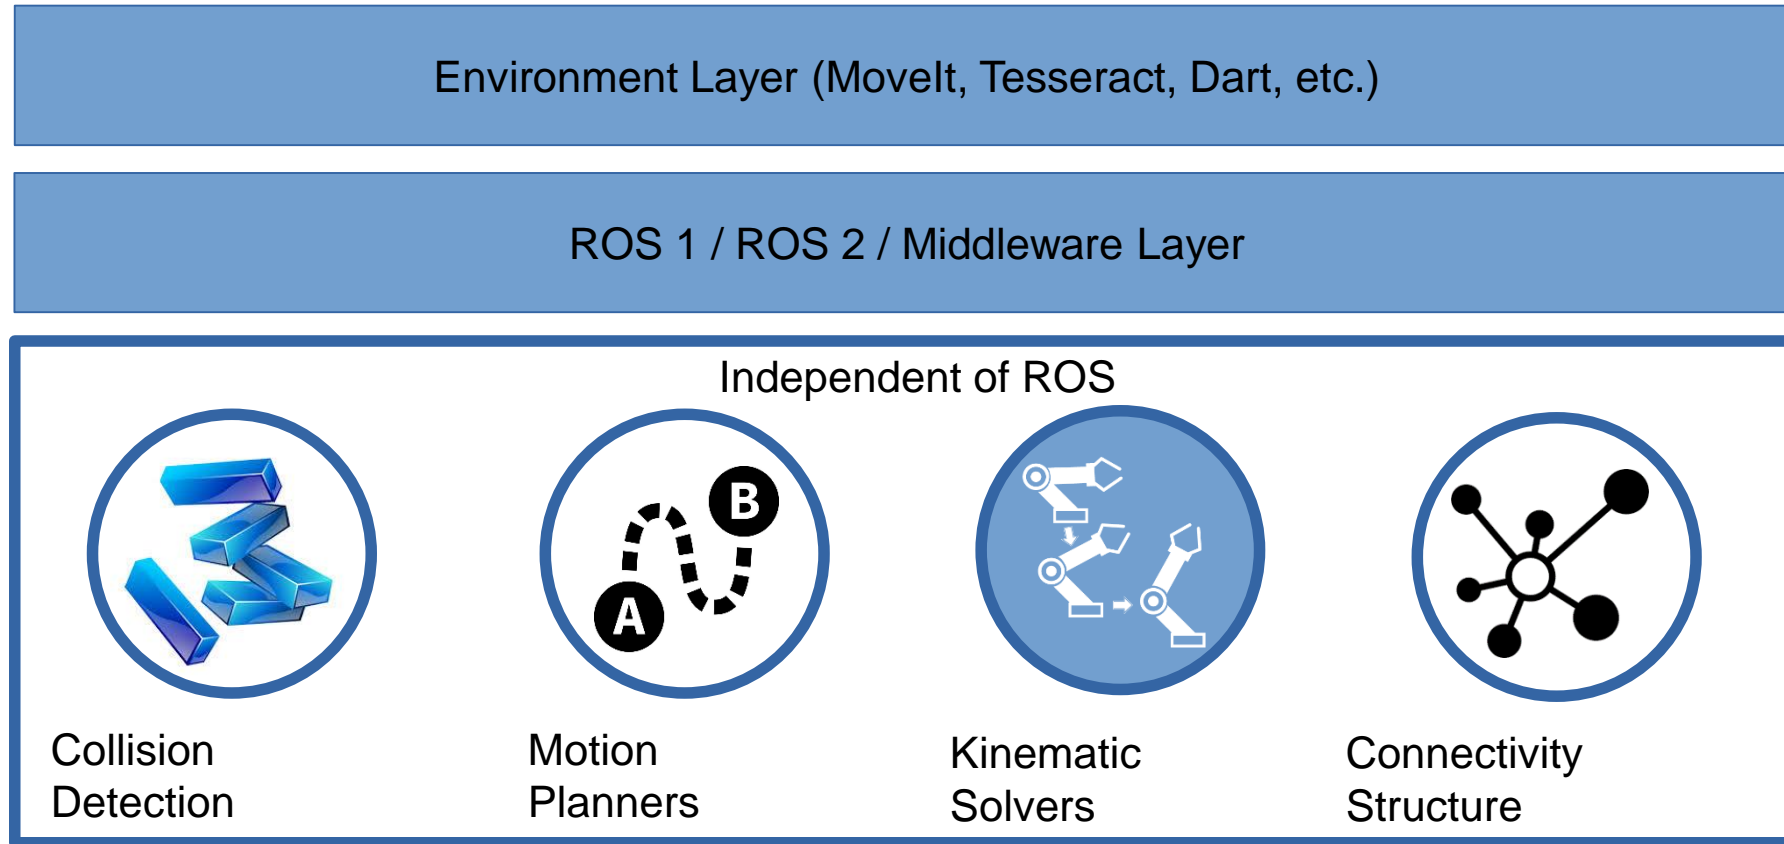 Environment Layer (MoveIt, Tesseract, Dart, etc.)
ROS 1 / ROS 2 / Middleware Layer
Independent of ROS
B
A
Collision
Detection
Motion
Planners
Kinematic
Solvers
Connectivity
Structure